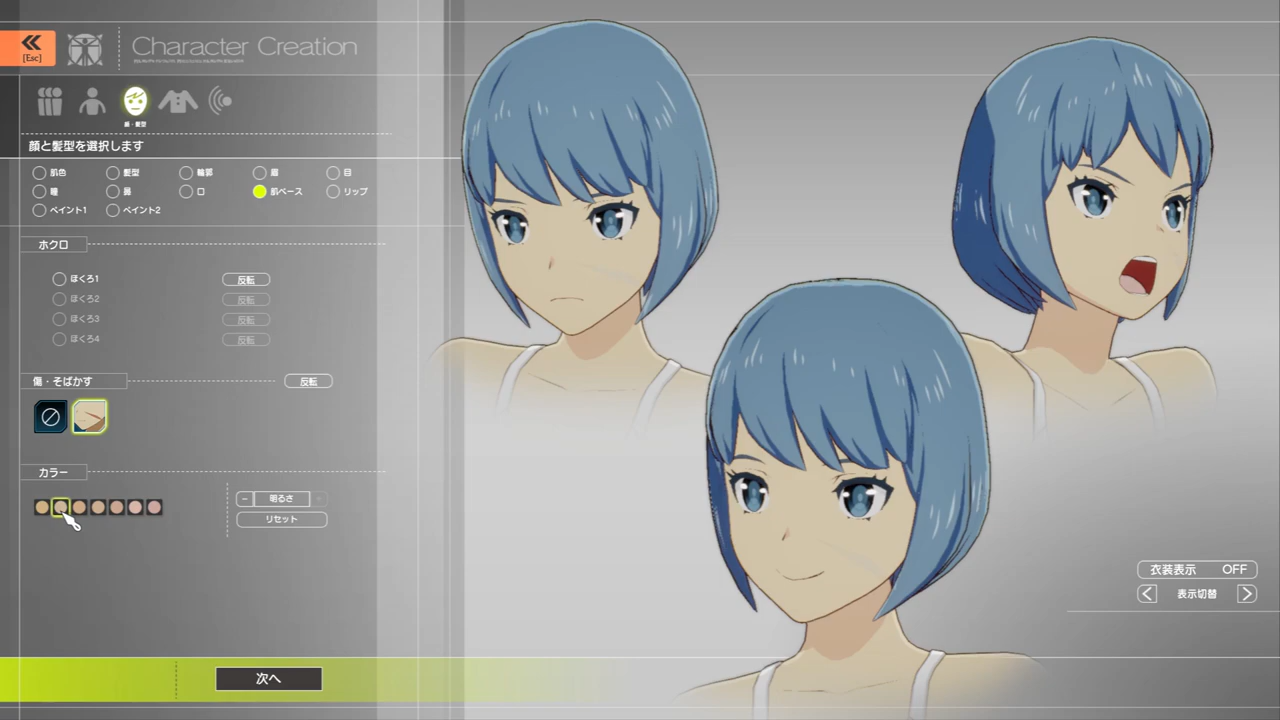 [Esc]
Character Creation
顔・髪型
顔と髪型を選択します
肌色 髪型 輪郭 眉 目
瞳 鼻 口 肌ベース リップ
ペイント1 ペイント2
ホクロ
ほくろ1 反転
ほくろ2 反転
ほくろ3 反転
ほくろ4 反転
傷・そばかす 反転
カラー
- 明るさ +
リセット
衣装表示 OFF
表示切替
次へ